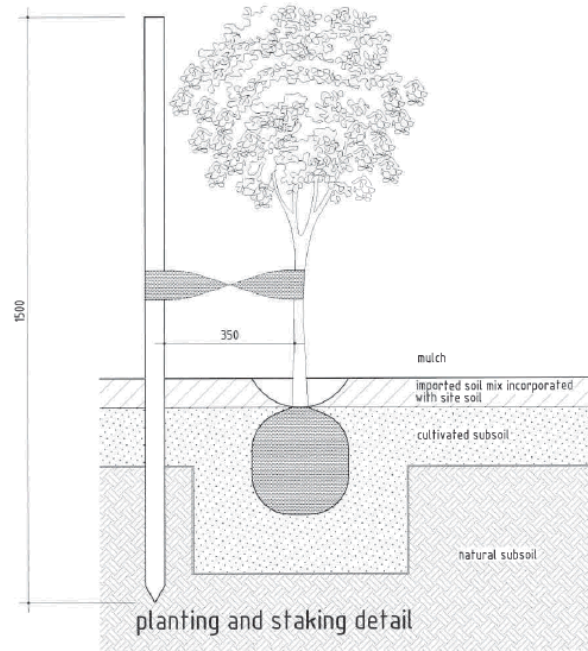 1500
350
mulch
imported soil mix incorporated
with site soil
cultivated subsoil
natural subsoil
planting and staking detail